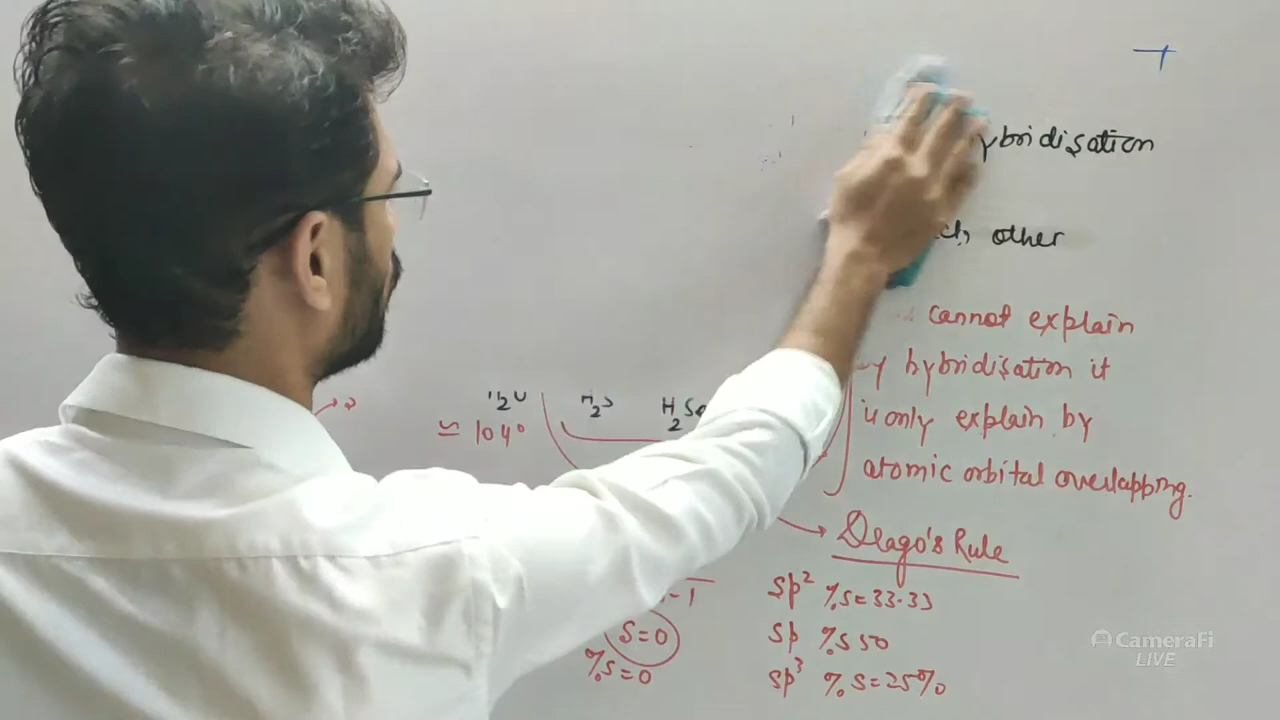 ybridisation
other
cannot explain
y hybridisation it
is only explain by
atomic orbital overlapping.
H2O H2S H2Se
≃ 104°
Drago's Rule
-1
S=0
%S=0
sp² %S=33.33
sp %S 50
sp³ %S=25%
CameraFi
LIVE